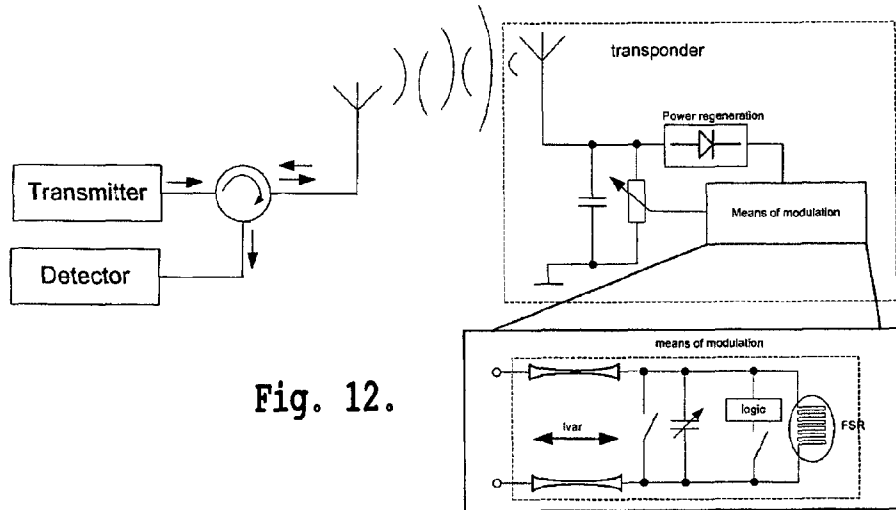 transponder
Power regeneration
Transmitter
Means of modulation
Detector
means of modulation
Fig. 12.
lvar
logic
FSR